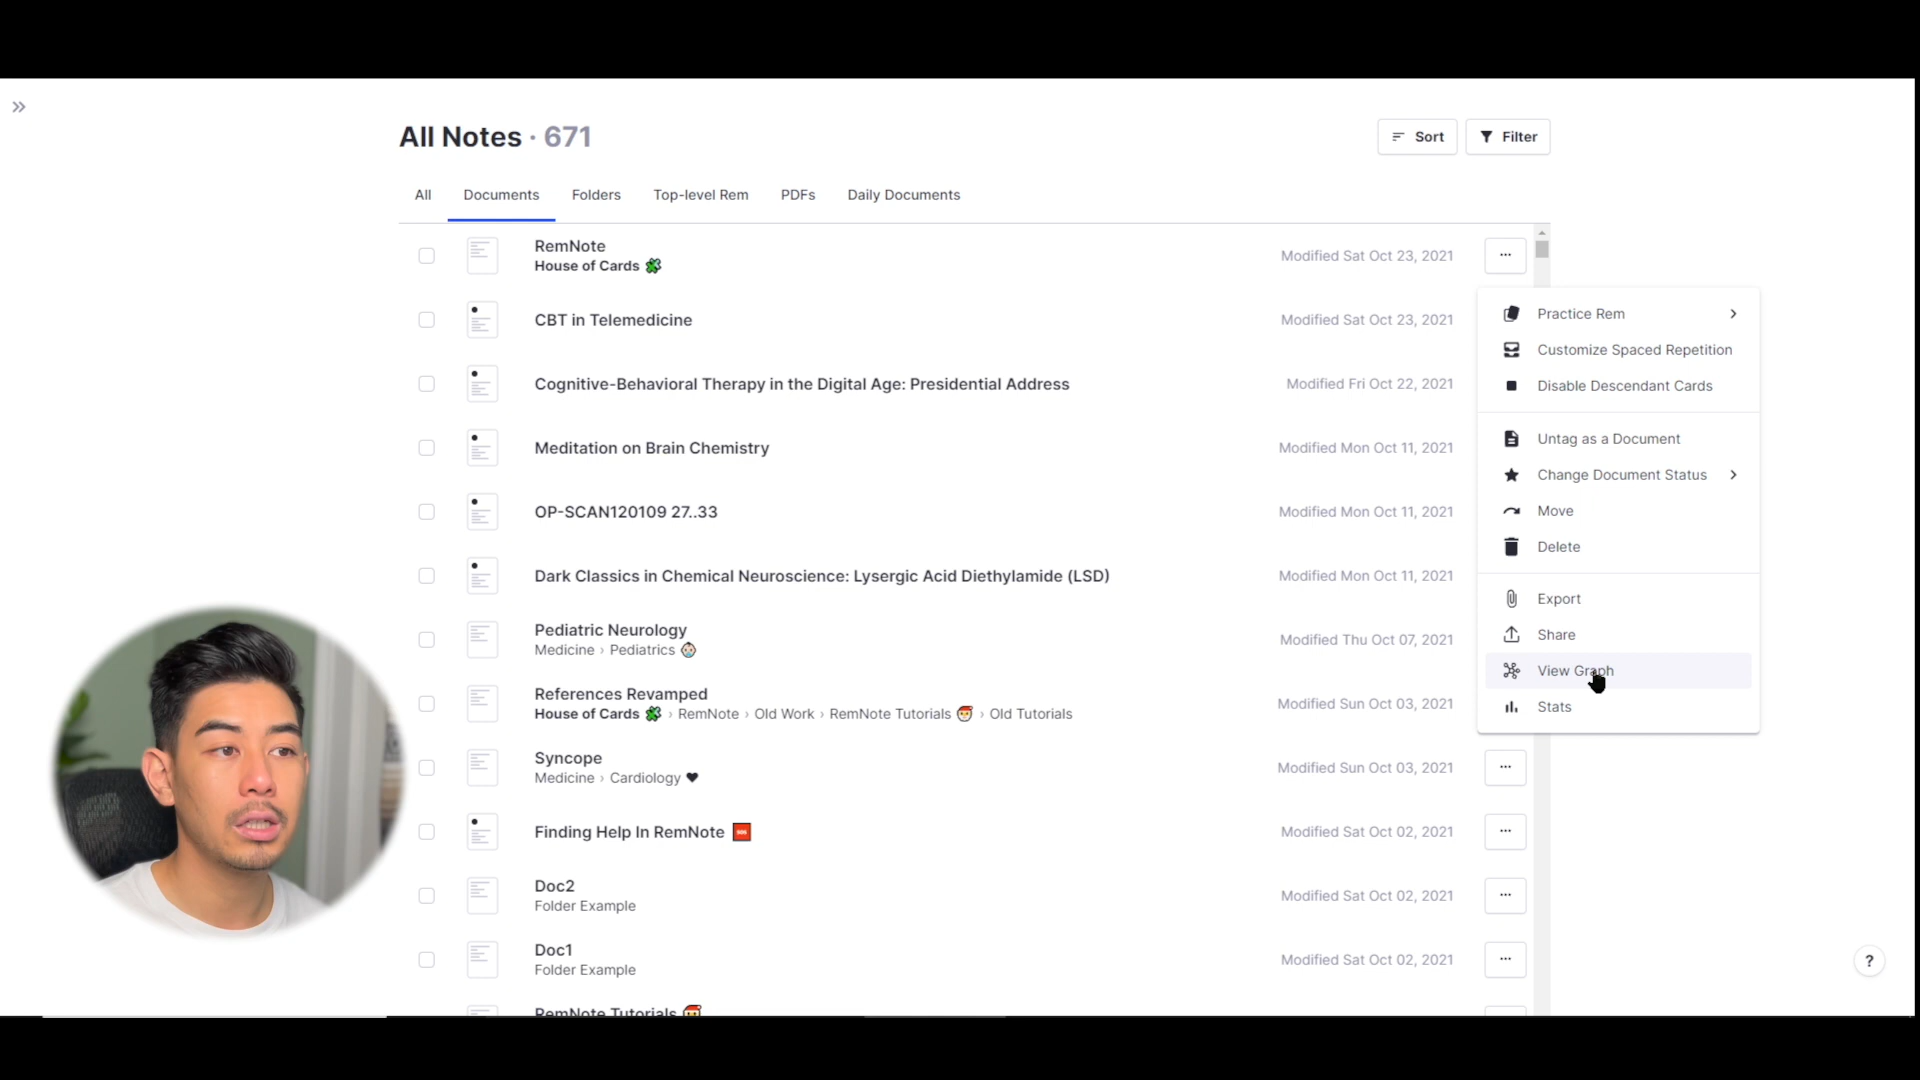 All Notes · 671
Sort
Filter
All
Documents
Folders
Top-level Rem
PDFs
Daily Documents
RemNote
House of Cards
Modified Sat Oct 23, 2021
CBT in Telemedicine
Modified Sat Oct 23, 2021
Cognitive-Behavioral Therapy in the Digital Age: Presidential Address
Modified Fri Oct 22, 2021
Meditation on Brain Chemistry
Modified Mon Oct 11, 2021
OP-SCAN120109 27..33
Modified Mon Oct 11, 2021
Dark Classics in Chemical Neuroscience: Lysergic Acid Diethylamide (LSD)
Modified Mon Oct 11, 2021
Pediatric Neurology
Medicine › Pediatrics
Modified Thu Oct 07, 2021
References Revamped
House of Cards › RemNote › Old Work › RemNote Tutorials › Old Tutorials
Modified Sun Oct 03, 2021
Syncope
Medicine › Cardiology
Modified Sun Oct 03, 2021
Finding Help In RemNote
Modified Sat Oct 02, 2021
Doc2
Folder Example
Modified Sat Oct 02, 2021
Doc1
Folder Example
Modified Sat Oct 02, 2021
RemNote Tutorials
Practice Rem
Customize Spaced Repetition
Disable Descendant Cards
Untag as a Document
Change Document Status
Move
Delete
Export
Share
View Graph
Stats
?